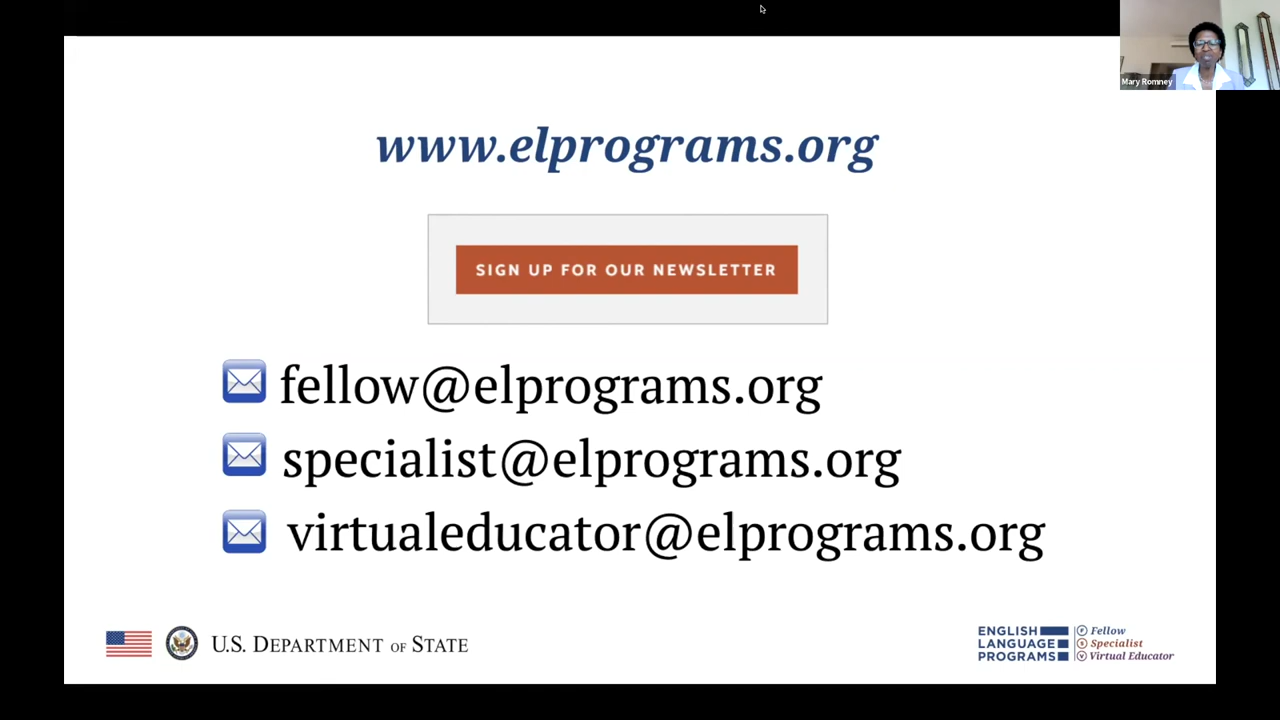 Mary Romney
www.elprograms.org
SIGN UP FOR OUR NEWSLETTER
fellow@elprograms.org
specialist@elprograms.org
virtualeducator@elprograms.org
U.S. DEPARTMENT OF STATE
ENGLISH
LANGUAGE
PROGRAMS
F Fellow
S Specialist
V Virtual Educator